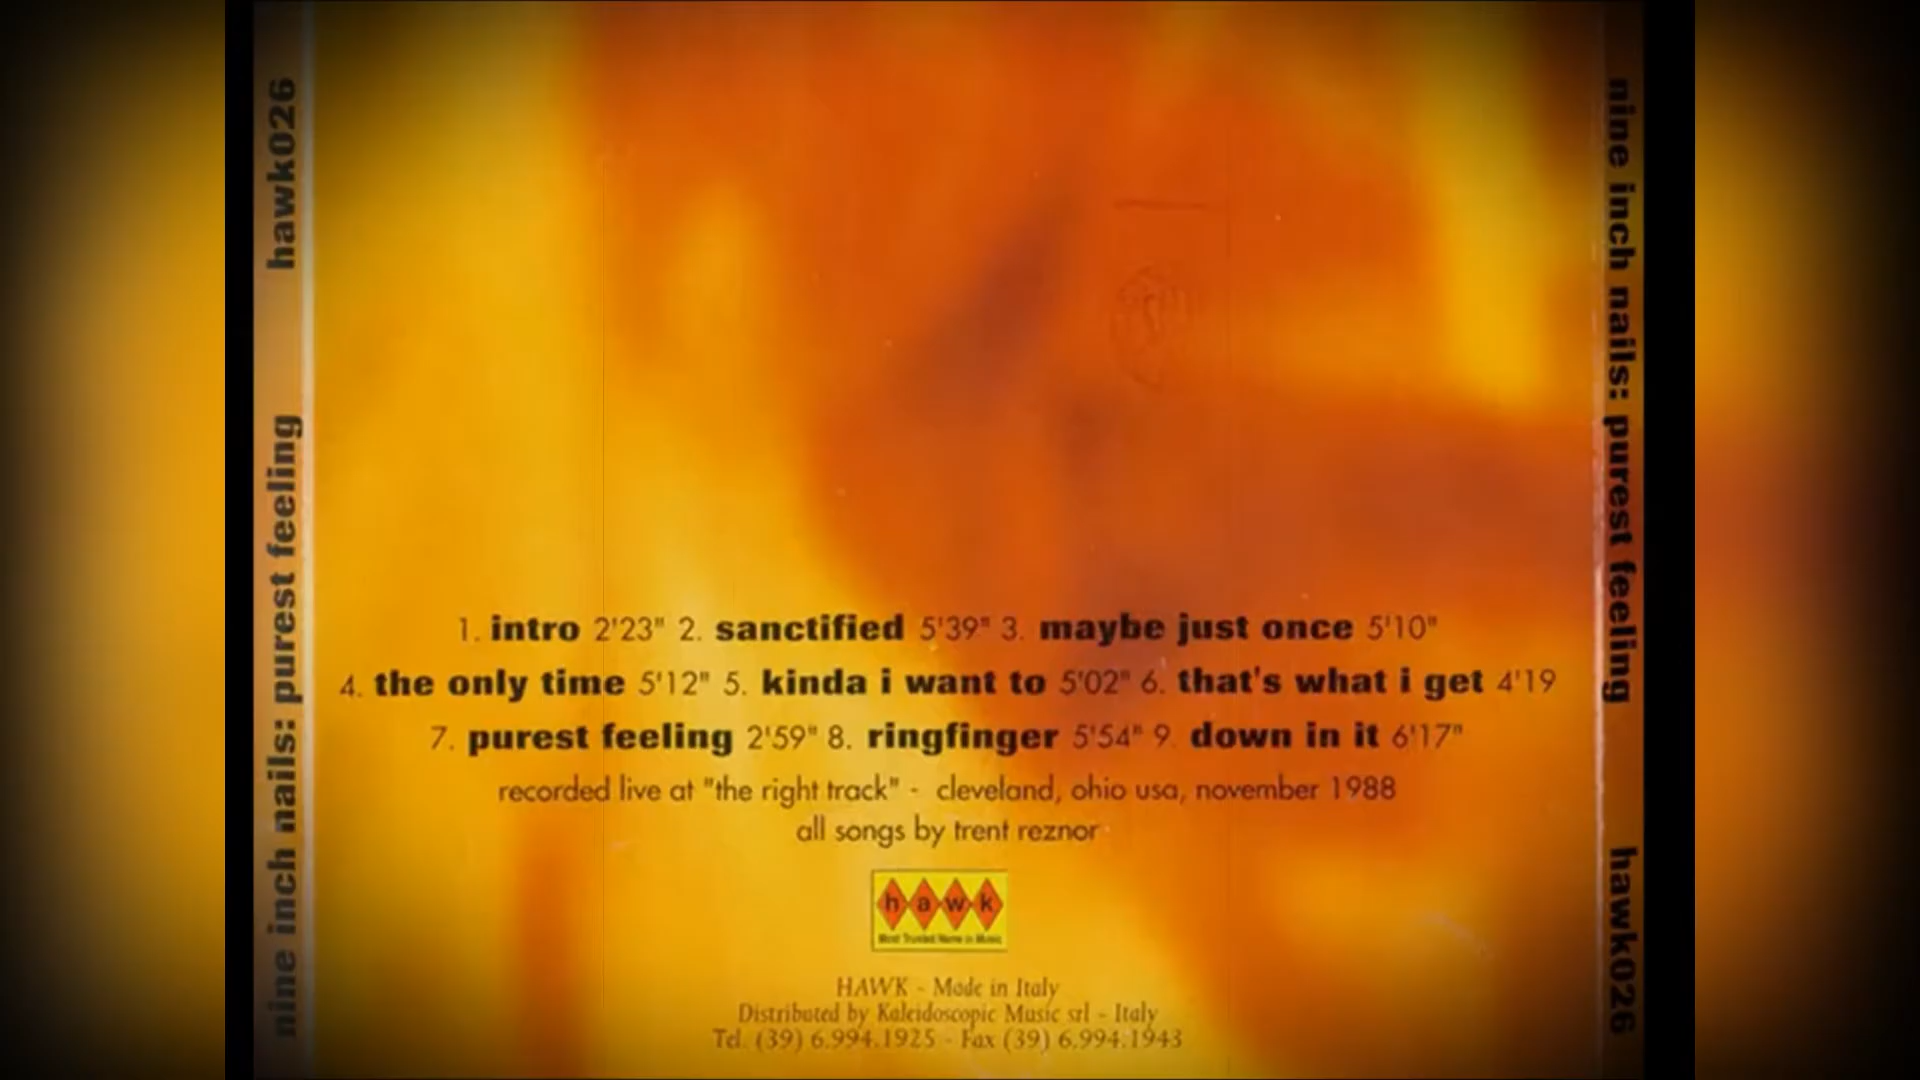 hawk026
nine inch nails: purest feeling
1. intro 2'23" 2. sanctified 5'39" 3. maybe just once 5'10"
4. the only time 5'12" 5. kinda i want to 5'02" 6. that's what i get 4'19
7. purest feeling 2'59" 8. ringfinger 5'54" 9. down in it 6'17"
recorded live at "the right track" - cleveland, ohio usa, november 1988
all songs by trent reznor
hawk
Most Trusted Name in Music
HAWK - Made in Italy
Distributed by Kaleidoscopic Music srl - Italy
Tel. (39) 6.994.1925 - Fax (39) 6.994.1943
nine inch nails: purest feeling
hawk026